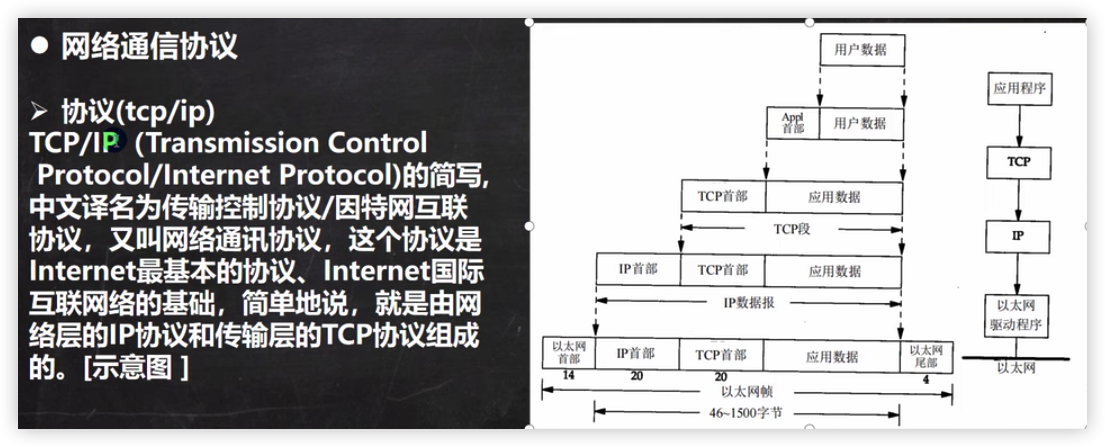 ● 网络通信协议
➢ 协议(tcp/ip)
TCP/IP (Transmission Control
Protocol/Internet Protocol)的简写,
中文译名为传输控制协议/因特网互联
协议，又叫网络通讯协议，这个协议是
Internet最基本的协议、Internet国际
互联网络的基础，简单地说，就是由网
络层的IP协议和传输层的TCP协议组成
的。[示意图 ]
用户数据
应用程序
Appl
首部
用户数据
TCP
TCP首部
应用数据
TCP段
IP
IP首部
TCP首部
应用数据
IP数据报
以太网
驱动程序
以太网
首部
IP首部
TCP首部
应用数据
以太网
尾部
以太网
14
20
20
4
以太网帧
46~1500字节